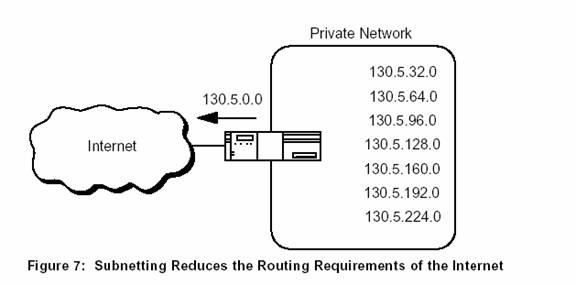 Private Network
130.5.0.0
Internet
130.5.32.0
130.5.64.0
130.5.96.0
130.5.128.0
130.5.160.0
130.5.192.0
130.5.224.0
Figure 7: Subnetting Reduces the Routing Requirements of the Internet